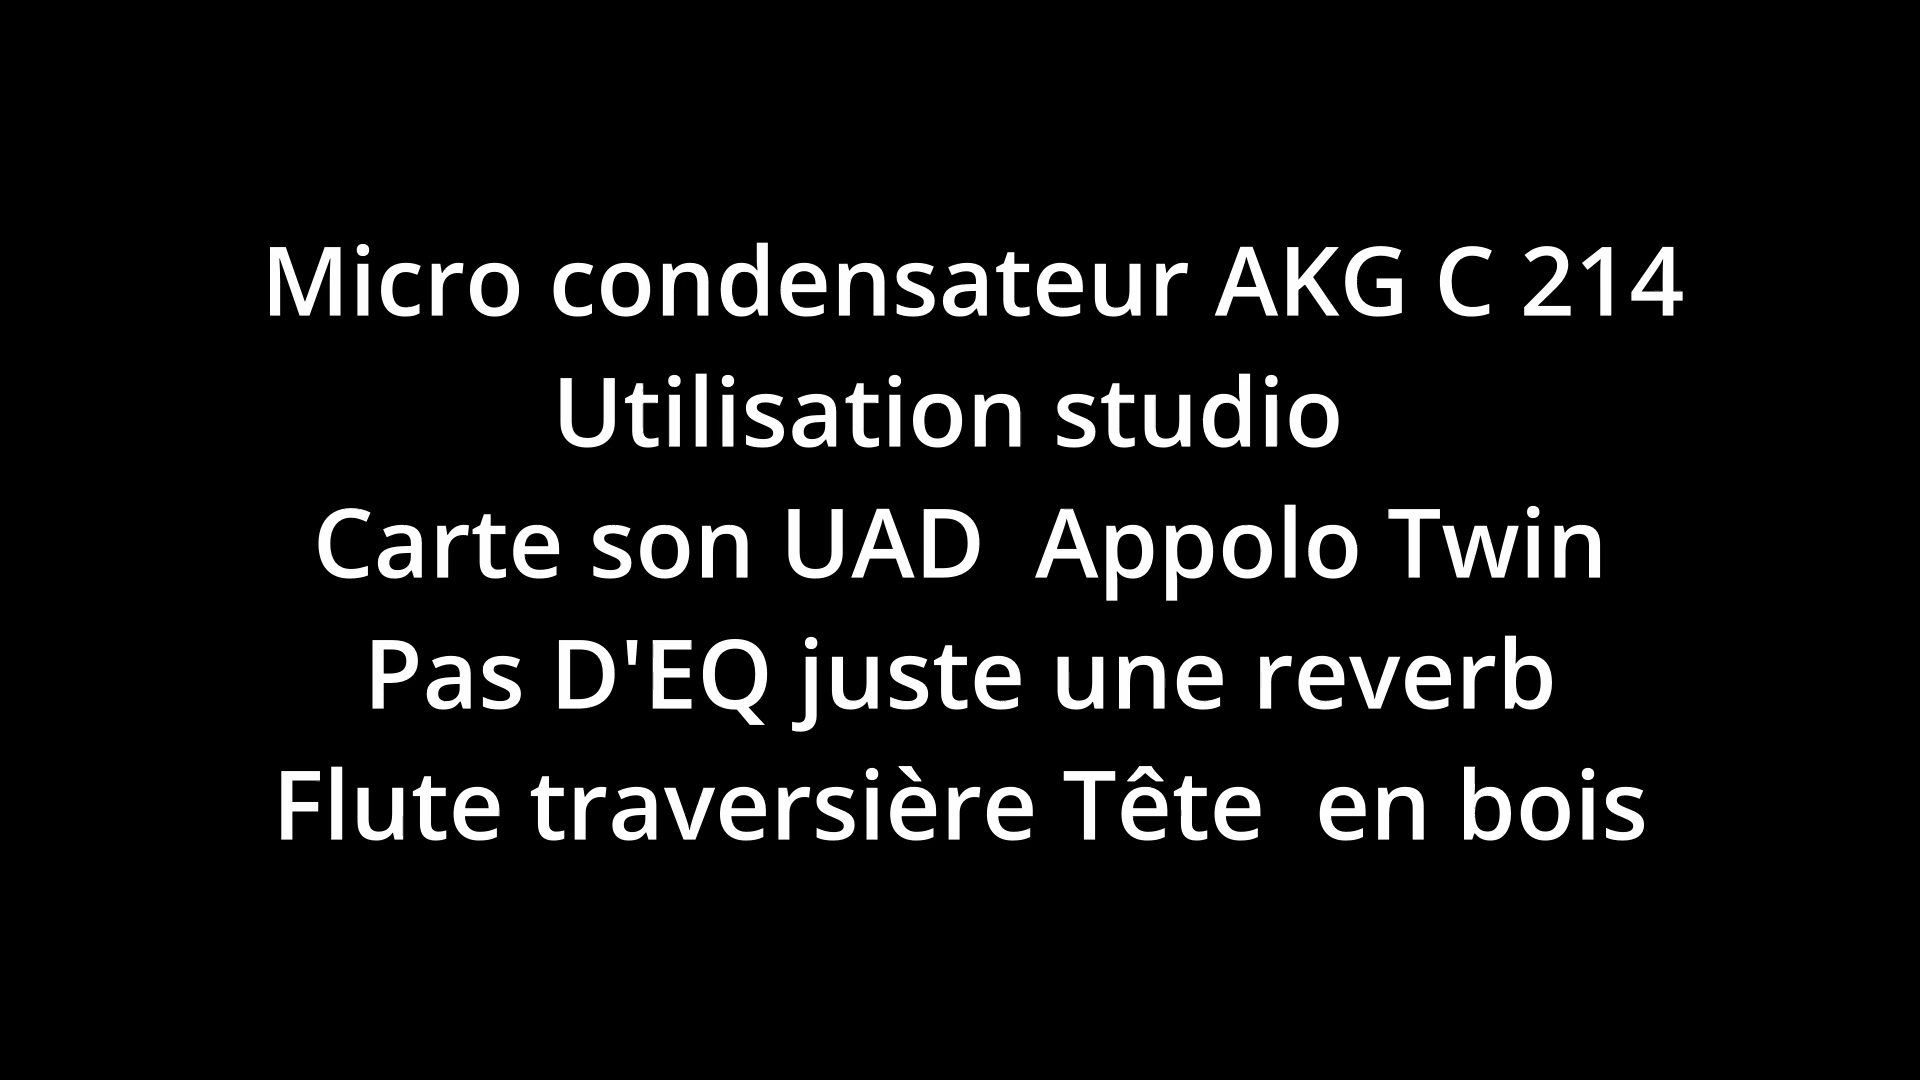 Micro condensateur AKG C 214
Utilisation studio
Carte son UAD  Appolo Twin
Pas D'EQ juste une reverb
Flute traversière Tête  en bois